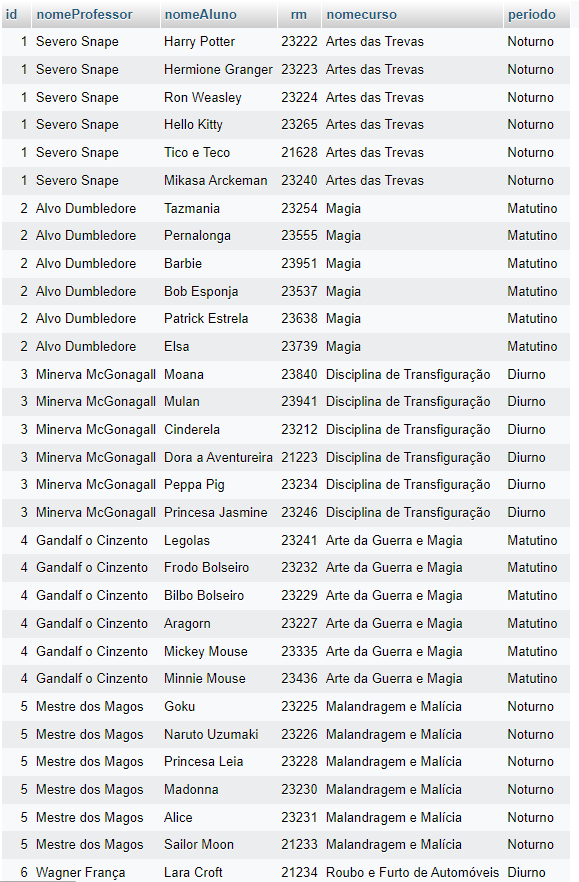 id nomeProfessor nomeAluno rm nomecurso periodo
1 Severo Snape Harry Potter 23222 Artes das Trevas Noturno
1 Severo Snape Hermione Granger 23223 Artes das Trevas Noturno
1 Severo Snape Ron Weasley 23224 Artes das Trevas Noturno
1 Severo Snape Hello Kitty 23265 Artes das Trevas Noturno
1 Severo Snape Tico e Teco 21628 Artes das Trevas Noturno
1 Severo Snape Mikasa Arckeman 23240 Artes das Trevas Noturno
2 Alvo Dumbledore Tazmania 23254 Magia Matutino
2 Alvo Dumbledore Pernalonga 23555 Magia Matutino
2 Alvo Dumbledore Barbie 23951 Magia Matutino
2 Alvo Dumbledore Bob Esponja 23537 Magia Matutino
2 Alvo Dumbledore Patrick Estrela 23638 Magia Matutino
2 Alvo Dumbledore Elsa 23739 Magia Matutino
3 Minerva McGonagall Moana 23840 Disciplina de Transfiguração Diurno
3 Minerva McGonagall Mulan 23941 Disciplina de Transfiguração Diurno
3 Minerva McGonagall Cinderela 23212 Disciplina de Transfiguração Diurno
3 Minerva McGonagall Dora a Aventureira 21223 Disciplina de Transfiguração Diurno
3 Minerva McGonagall Peppa Pig 23234 Disciplina de Transfiguração Diurno
3 Minerva McGonagall Princesa Jasmine 23246 Disciplina de Transfiguração Diurno
4 Gandalf o Cinzento Legolas 23241 Arte da Guerra e Magia Matutino
4 Gandalf o Cinzento Frodo Bolseiro 23232 Arte da Guerra e Magia Matutino
4 Gandalf o Cinzento Bilbo Bolseiro 23229 Arte da Guerra e Magia Matutino
4 Gandalf o Cinzento Aragorn 23227 Arte da Guerra e Magia Matutino
4 Gandalf o Cinzento Mickey Mouse 23335 Arte da Guerra e Magia Matutino
4 Gandalf o Cinzento Minnie Mouse 23436 Arte da Guerra e Magia Matutino
5 Mestre dos Magos Goku 23225 Malandragem e Malícia Noturno
5 Mestre dos Magos Naruto Uzumaki 23226 Malandragem e Malícia Noturno
5 Mestre dos Magos Princesa Leia 23228 Malandragem e Malícia Noturno
5 Mestre dos Magos Madonna 23230 Malandragem e Malícia Noturno
5 Mestre dos Magos Alice 23231 Malandragem e Malícia Noturno
5 Mestre dos Magos Sailor Moon 21233 Malandragem e Malícia Noturno
6 Wagner França Lara Croft 21234 Roubo e Furto de Automóveis Diurno